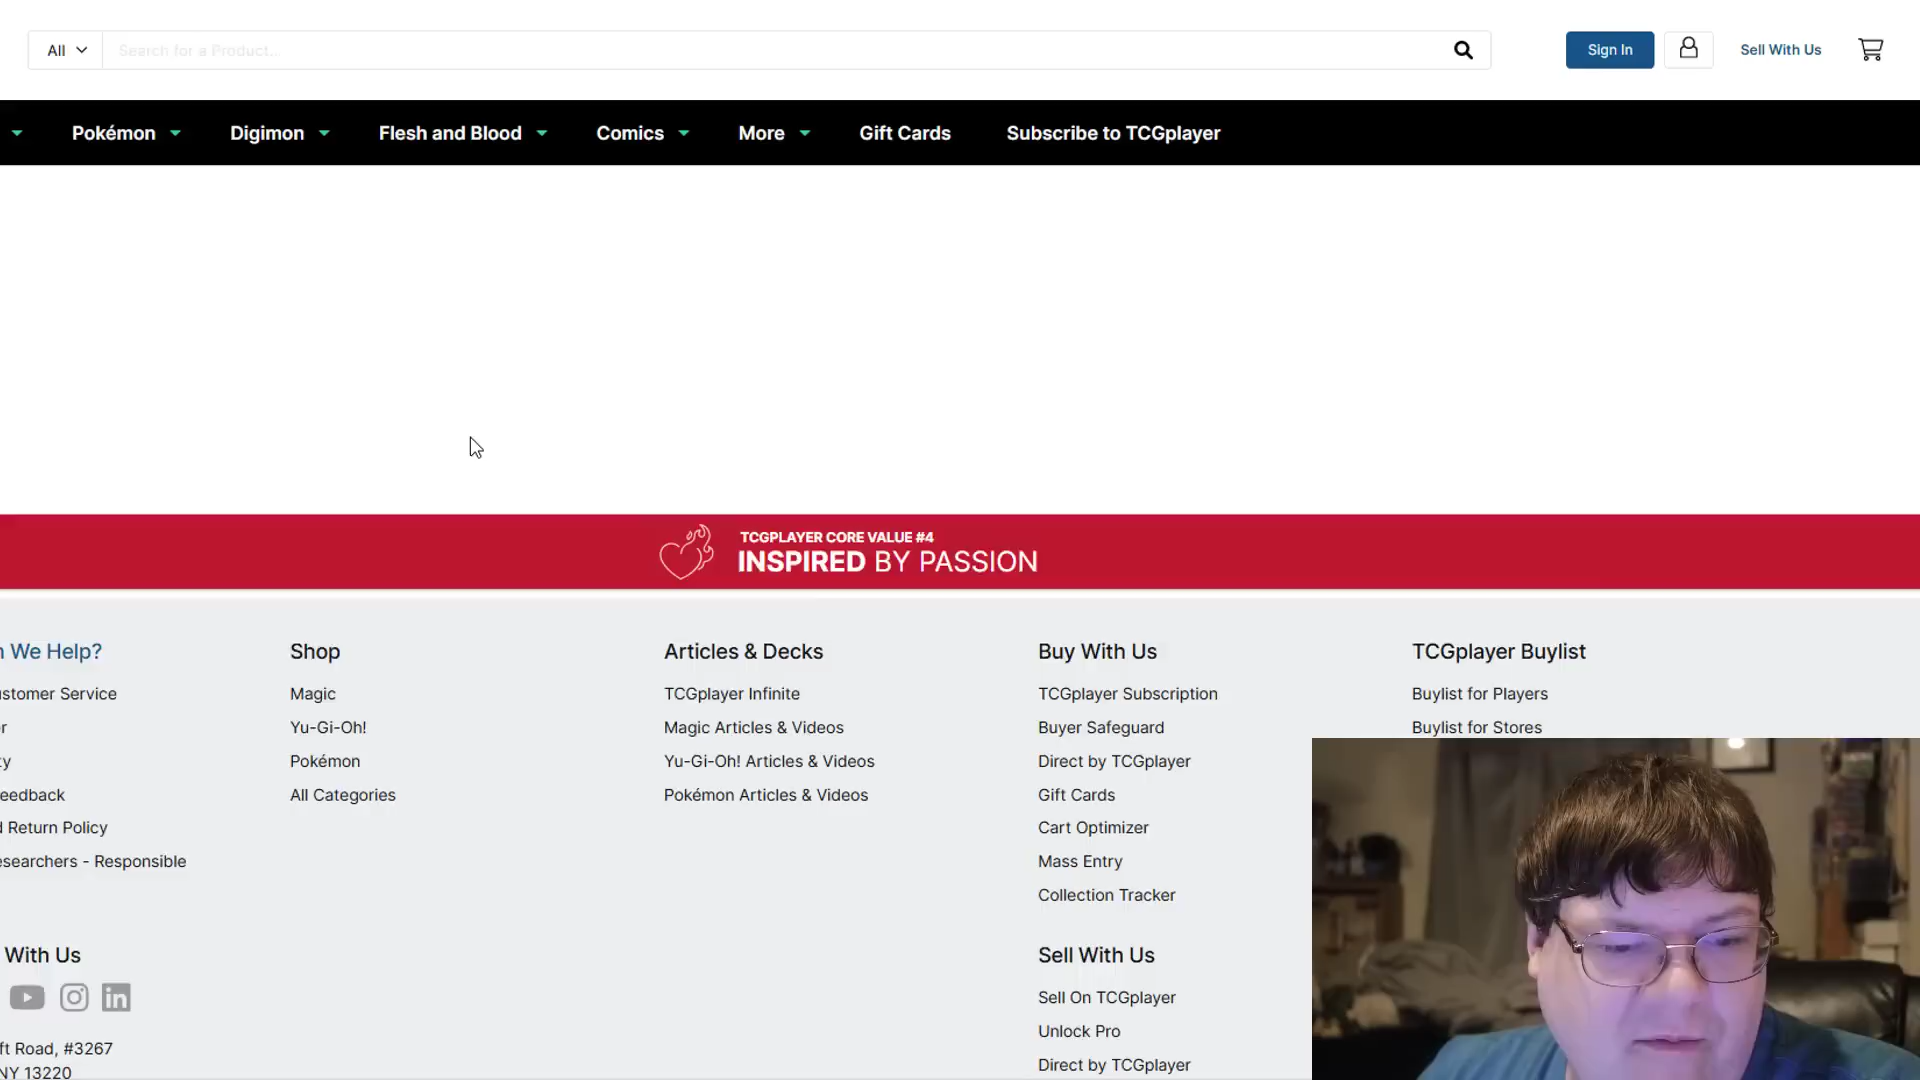 All
Search for a Product...
Sign In
Sell With Us
Pokémon
Digimon
Flesh and Blood
Comics
More
Gift Cards
Subscribe to TCGplayer
TCGPLAYER CORE VALUE #4
INSPIRED BY PASSION
We Help?
Customer Service
Return Policy
- Responsible
With Us
Road, #3267
NY 13220
Shop
Magic
Yu-Gi-Oh!
Pokémon
All Categories
Articles & Decks
TCGplayer Infinite
Magic Articles & Videos
Yu-Gi-Oh! Articles & Videos
Pokémon Articles & Videos
Buy With Us
TCGplayer Subscription
Buyer Safeguard
Direct by TCGplayer
Gift Cards
Cart Optimizer
Mass Entry
Collection Tracker
Sell With Us
Sell On TCGplayer
Unlock Pro
Direct by TCGplayer
TCGplayer Buylist
Buylist for Players
Buylist for Stores